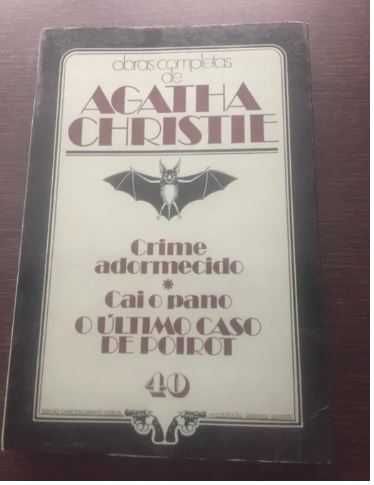 obras completas
de
AGATHA
CHRISTIE
Crime
adormecido
*
Cai o pano
O ÚLTIMO CASO
DE POIROT
40